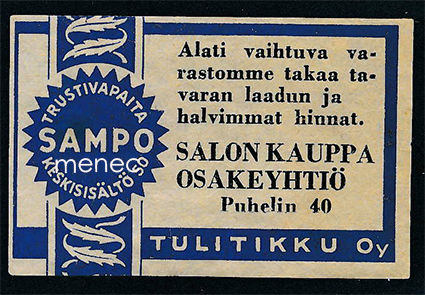 TRUSTIVAPAITA
SAMPO
meneco
KESKISISÄLTÖ 50
Alati vaihtuva va-
rastomme takaa ta-
varan laadun ja
halvimmat hinnat.
SALON KAUPPA
OSAKEYHTIÖ
Puhelin 40
TULITIKKU Oy